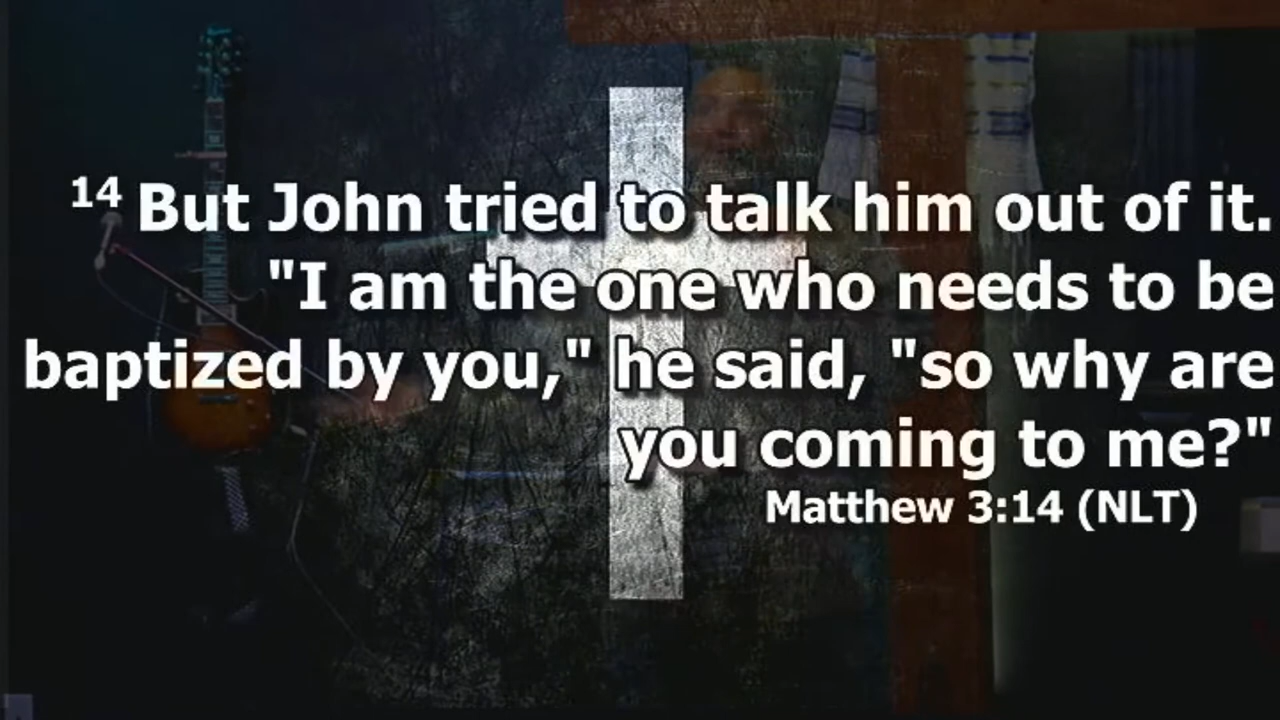 14 But John tried to talk him out of it.
"I am the one who needs to be
baptized by you," he said, "so why are
you coming to me?"
Matthew 3:14 (NLT)